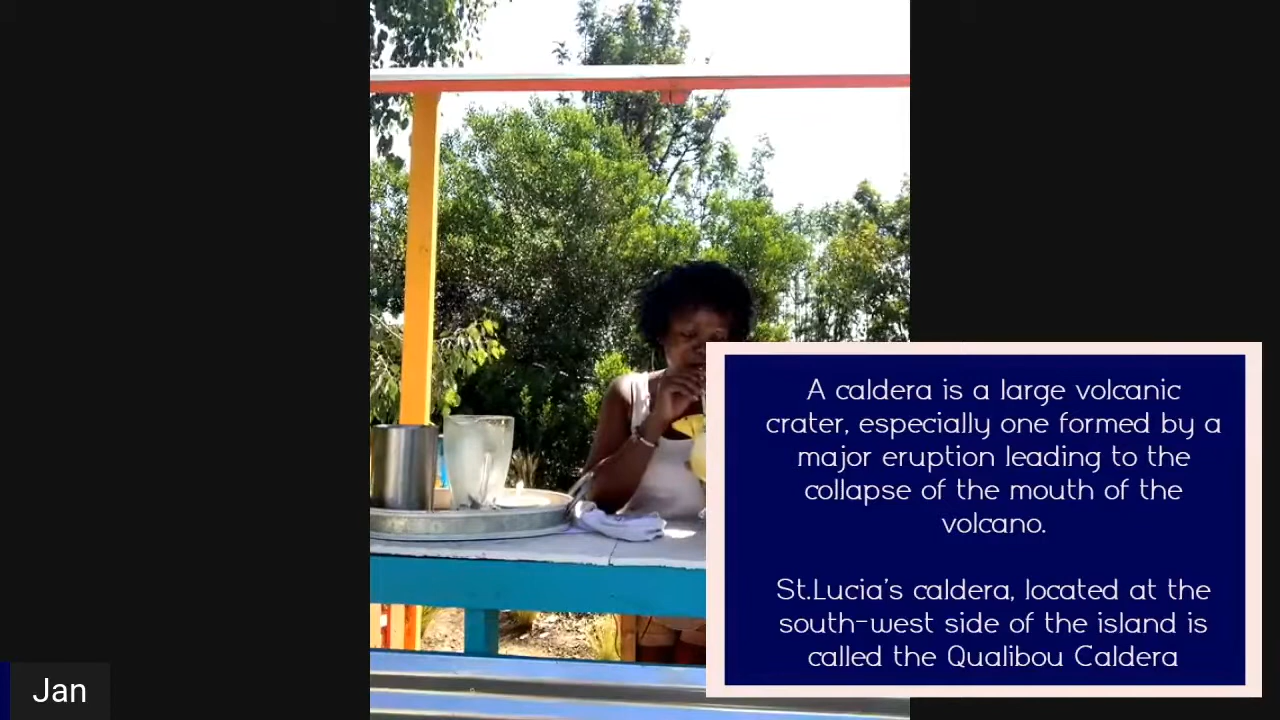 A caldera is a large volcanic
crater, especially one formed by a
major eruption leading to the
collapse of the mouth of the
volcano.
St.Lucia's caldera, located at the
south-west side of the island is
called the Qualibou Caldera
Jan